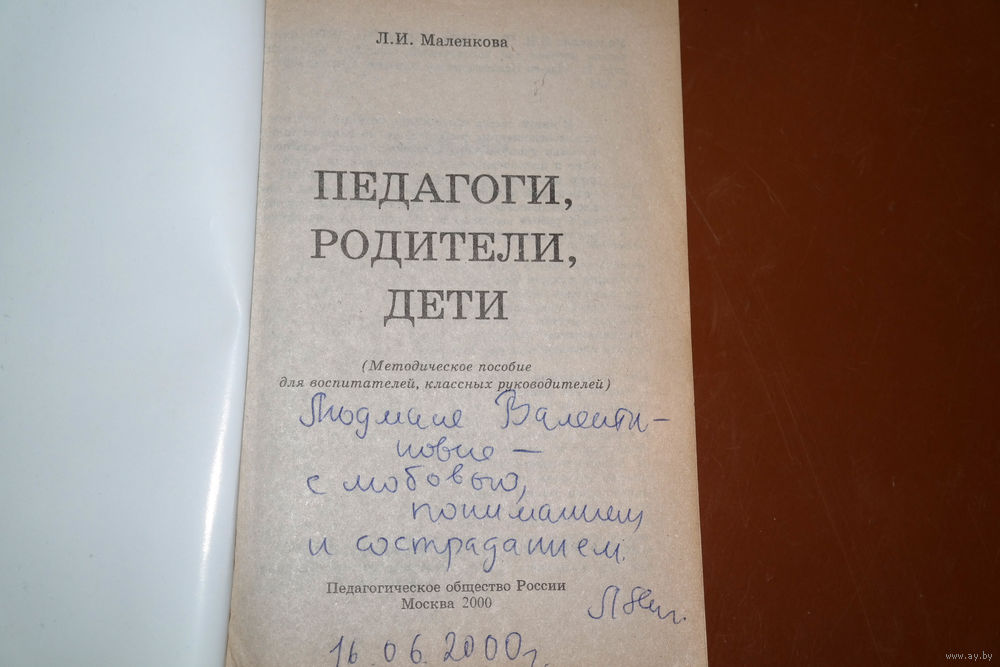 Л.И. Маленкова
ПЕДАГОГИ,
РОДИТЕЛИ,
ДЕТИ
(Методическое пособие
для воспитателей, классных руководителей)
Людмиле Валенти-
новне —
с любовью,
пониманием
и состраданием.
Педагогическое общество России
Москва 2000
16.06.2000г.
www.ay.by